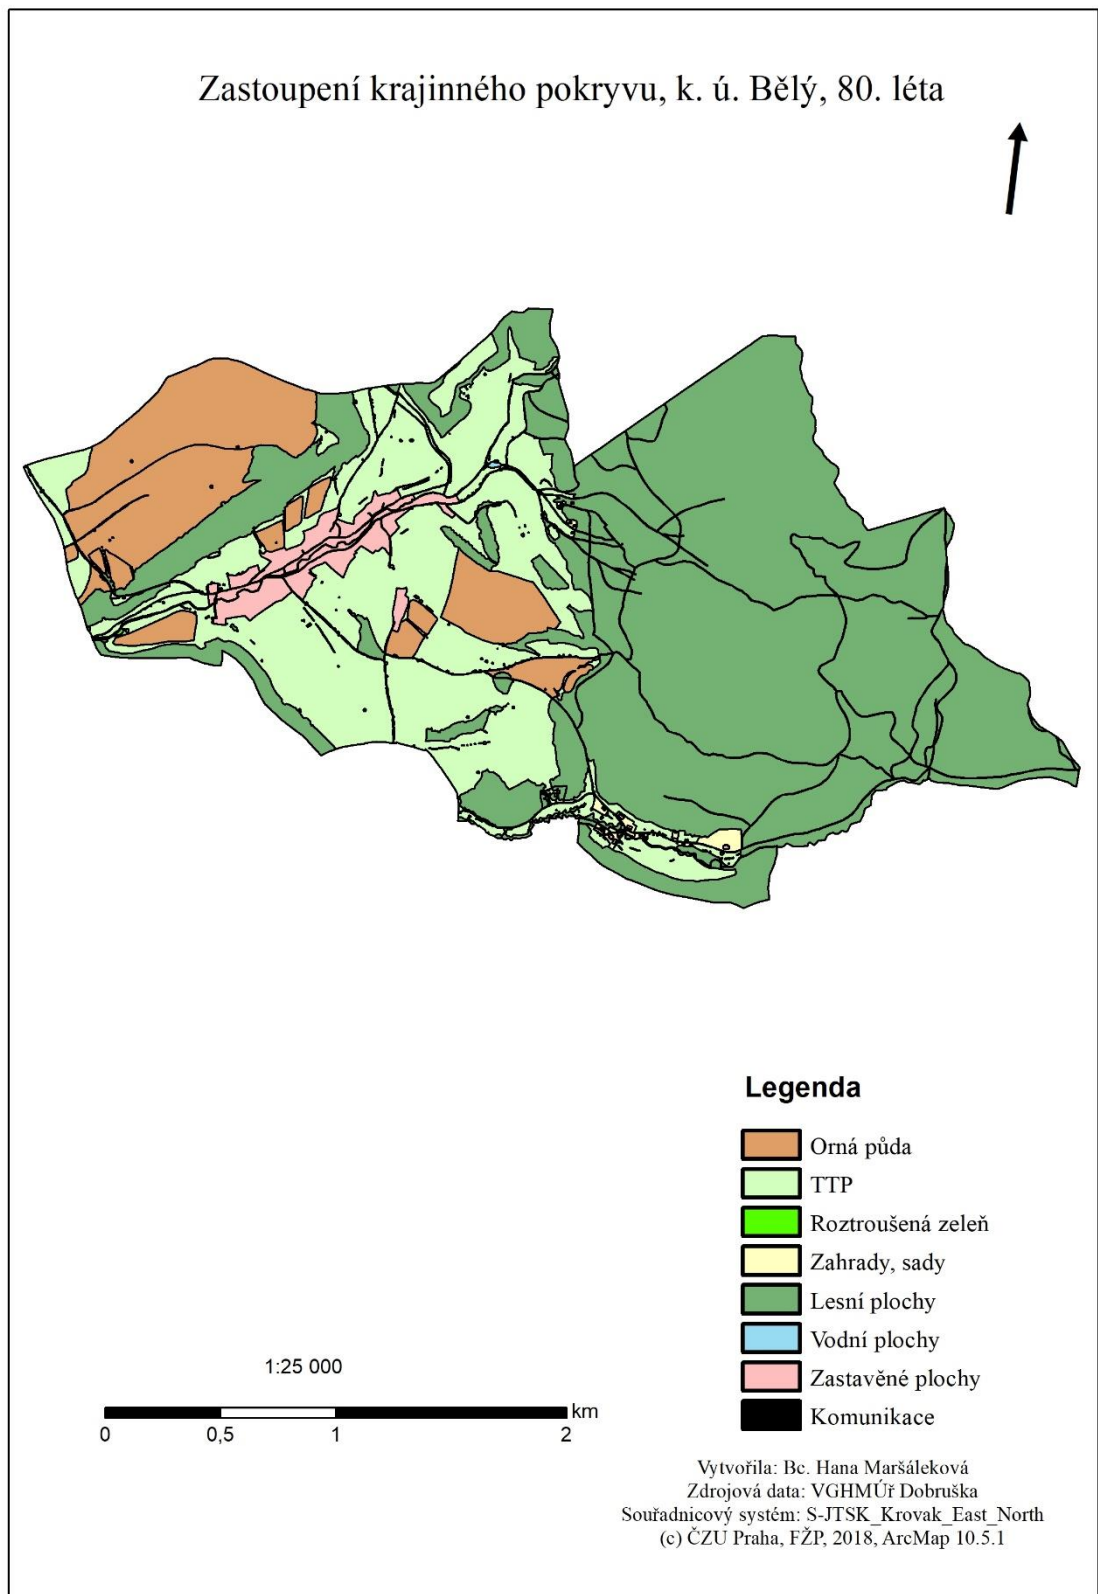 Zastoupení krajinného pokryvu, k. ú. Bělý, 80. léta
Legenda
Orná půda
TTP
Roztroušená zeleň
Zahrady, sady
Lesní plochy
Vodní plochy
Zastavěné plochy
Komunikace
1:25 000
km
0 0,5 1 2
Vytvořila: Bc. Hana Maršáleková
Zdrojová data: VGHMÚř Dobruška
Souřadnicový systém: S-JTSK_Krovak_East_North
(c) ČZU Praha, FŽP, 2018, ArcMap 10.5.1